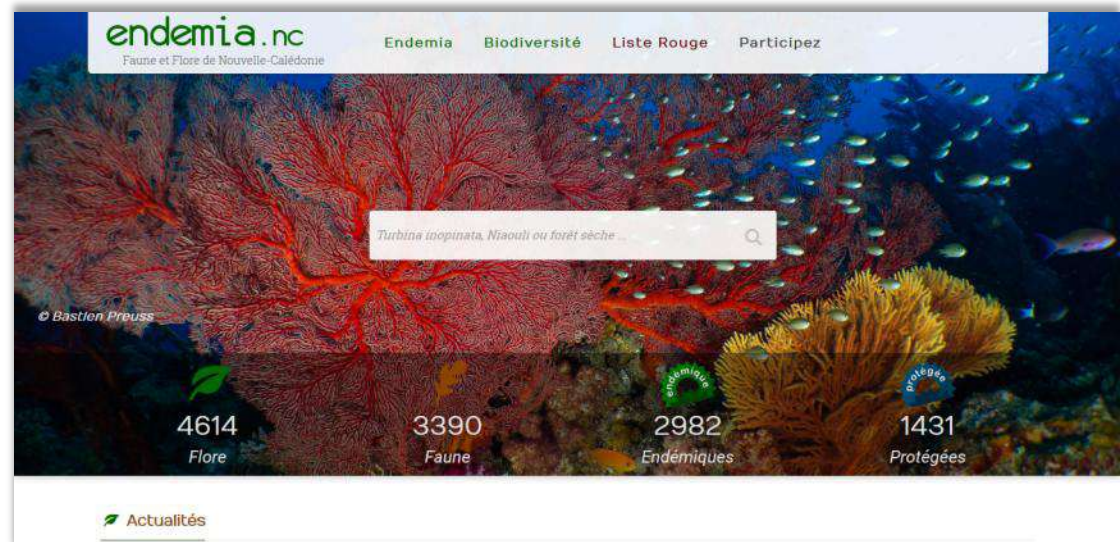 endemia.nc
Faune et Flore de Nouvelle-Calédonie
Endemia Biodiversité Liste Rouge Participez
Turbina inopinata, Niaouli ou forêt sèche ...
© Bastien Preuss
endémique protégée
4614 3390 2982 1431
Flore Faune Endémiques Protégées
Actualités